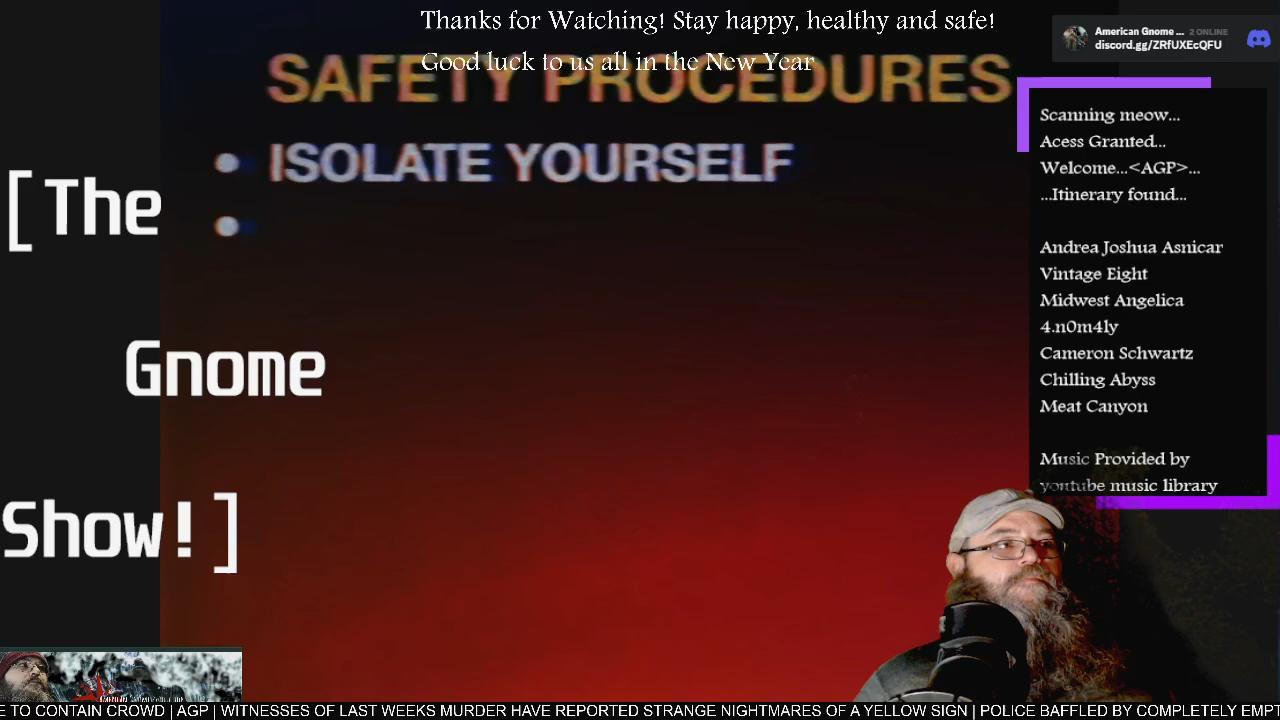 Thanks for Watching! Stay happy, healthy and safe!
Good luck to us all in the New Year
SAFETY PROCEDURES
• ISOLATE YOURSELF
•
[The
Gnome
Show!]
American Gnome ... 2 ONLINE
discord.gg/ZRfUXEcQFU
Scanning meow...
Acess Granted...
Welcome...<AGP>...
...Itinerary found...
Andrea Joshua Asnicar
Vintage Eight
Midwest Angelica
4.n0m4ly
Cameron Schwartz
Chilling Abyss
Meat Canyon
Music Provided by
youtube music library
E TO CONTAIN CROWD | AGP | WITNESSES OF LAST WEEKS MURDER HAVE REPORTED STRANGE NIGHTMARES OF A YELLOW SIGN | POLICE BAFFLED BY COMPLETELY EMPT